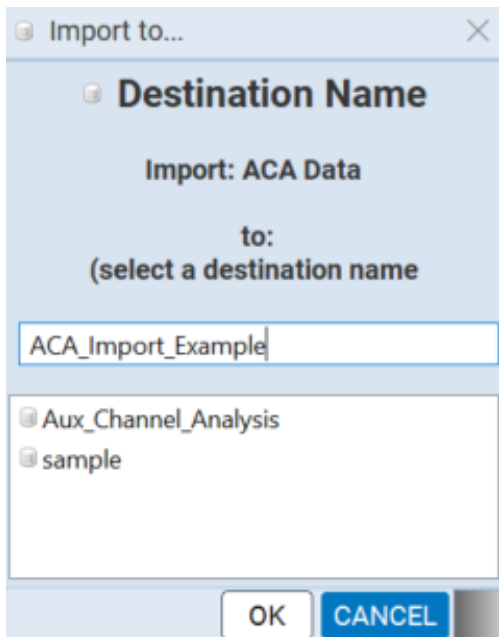 Import to...
Destination Name
Import: ACA Data
to:
(select a destination name
ACA_Import_Example
Aux_Channel_Analysis
sample
OK CANCEL